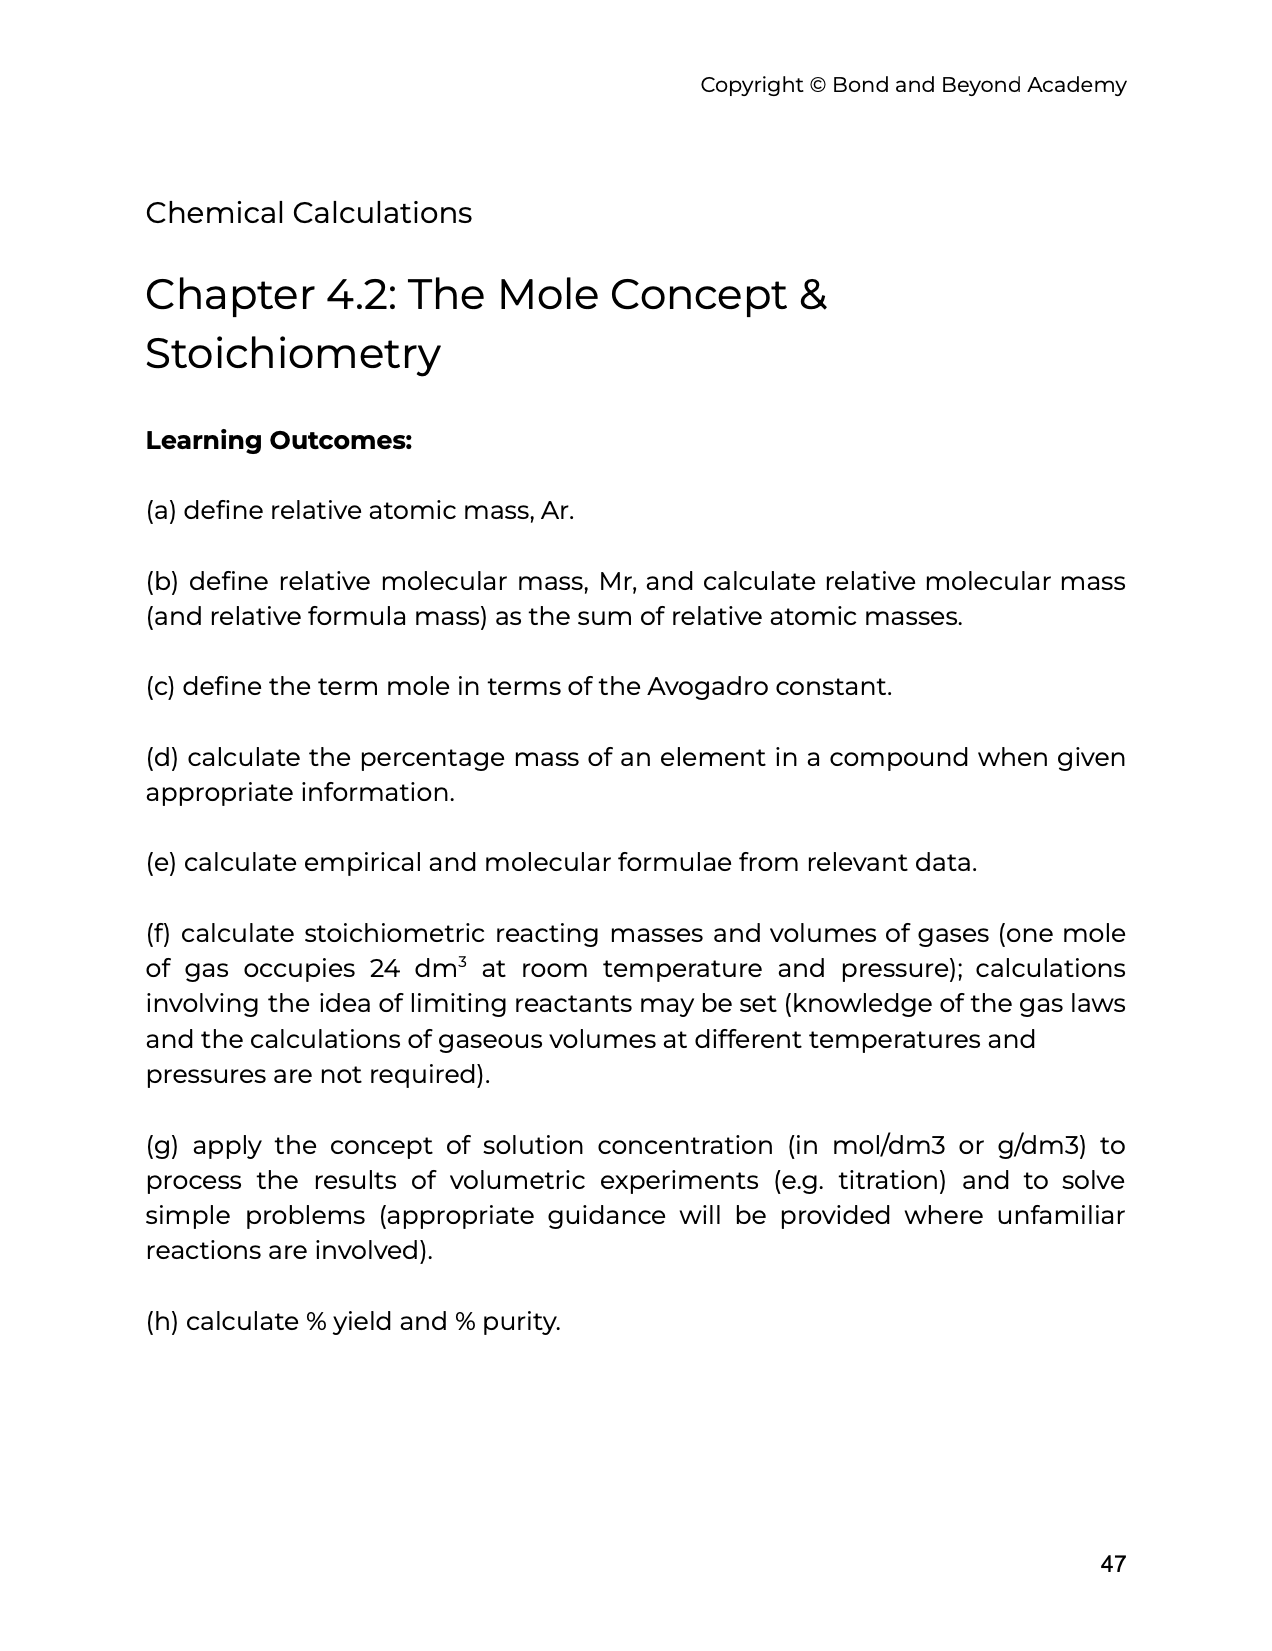 Copyright © Bond and Beyond Academy
Chemical Calculations
Chapter 4.2: The Mole Concept &
Stoichiometry
Learning Outcomes:
(a) define relative atomic mass, Ar.
(b) define relative molecular mass, Mr, and calculate relative molecular mass
(and relative formula mass) as the sum of relative atomic masses.
(c) define the term mole in terms of the Avogadro constant.
(d) calculate the percentage mass of an element in a compound when given
appropriate information.
(e) calculate empirical and molecular formulae from relevant data.
(f) calculate stoichiometric reacting masses and volumes of gases (one mole
of gas occupies 24 dm³ at room temperature and pressure); calculations
involving the idea of limiting reactants may be set (knowledge of the gas laws
and the calculations of gaseous volumes at different temperatures and
pressures are not required).
(g) apply the concept of solution concentration (in mol/dm3 or g/dm3) to
process the results of volumetric experiments (e.g. titration) and to solve
simple problems (appropriate guidance will be provided where unfamiliar
reactions are involved).
(h) calculate % yield and % purity.
47